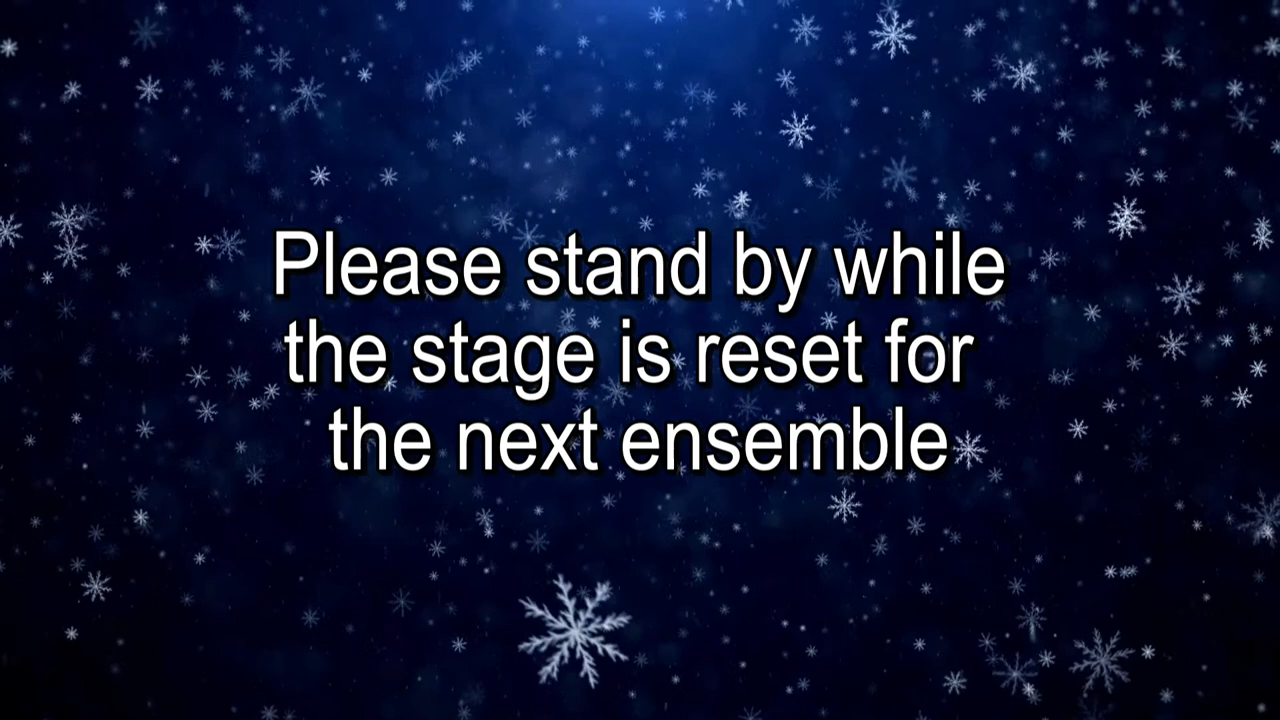 Please stand by while
the stage is reset for
the next ensemble